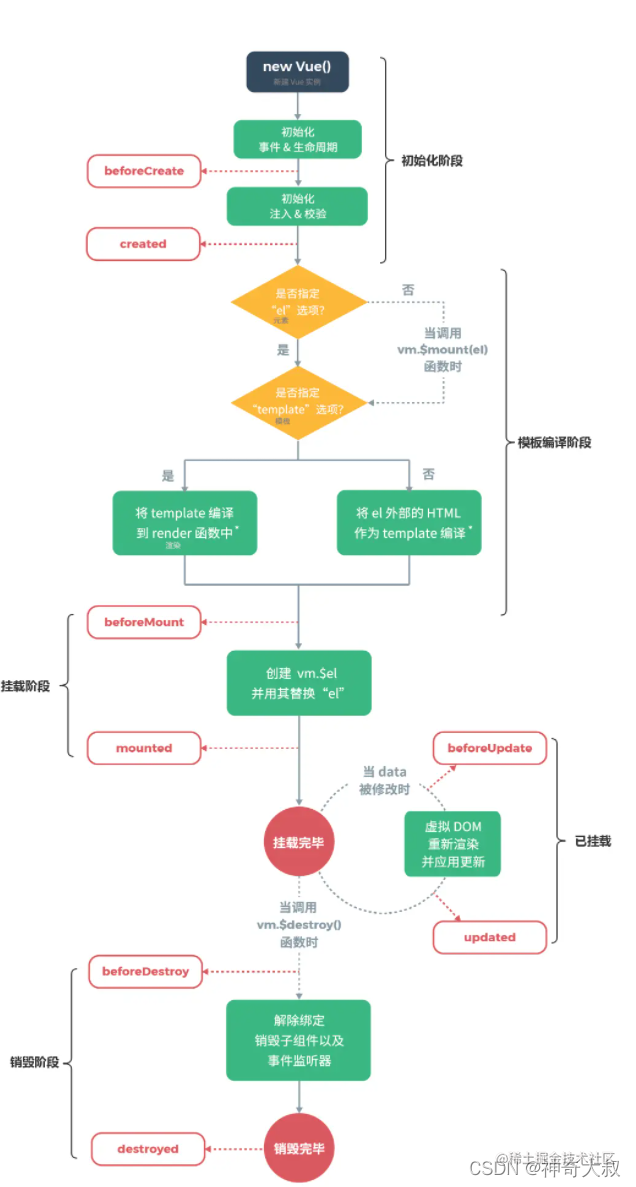 new Vue()
新建 Vue 实例
初始化
事件 & 生命周期
beforeCreate
初始化阶段
初始化
注入 & 校验
created
是否指定
“el”选项?
元素
否
当调用
vm.$mount(el)
函数时
是
是否指定
“template”选项?
模板
模板编译阶段
是
否
将 template 编译
到 render 函数中*
渲染
将 el 外部的 HTML
作为 template 编译*
beforeMount
挂载阶段
创建 vm.$el
并用其替换“el”
mounted
当 data
被修改时
beforeUpdate
挂载完毕
虚拟 DOM
重新渲染
并应用更新
已挂载
当调用
vm.$destroy()
函数时
updated
beforeDestroy
解除绑定
销毁子组件以及
事件监听器
销毁阶段
destroyed
销毁完毕
@稀土掘金技术社区
CSDN @神奇大叔